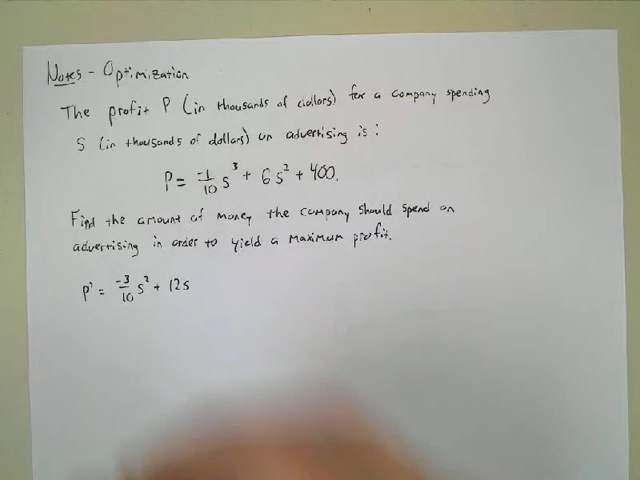 Notes - Optimization
The profit P (in thousands of dollars) for a company spending
S (in thousands of dollars) on advertising is:
P = -1/10 s³ + 6s² + 400.
Find the amount of money the company should spend on
advertising in order to yield a maximum profit.
P' = -3/10 s² + 12s